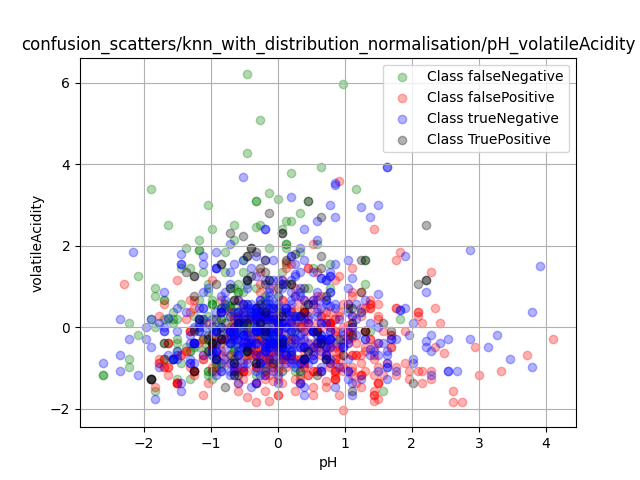 confusion_scatters/knn_with_distribution_normalisation/pH_volatileAcidity
Class falseNegative
Class falsePositive
Class trueNegative
Class TruePositive
6
4
2
0
−2
volatileAcidity
−2
−1
0
1
2
3
4
pH